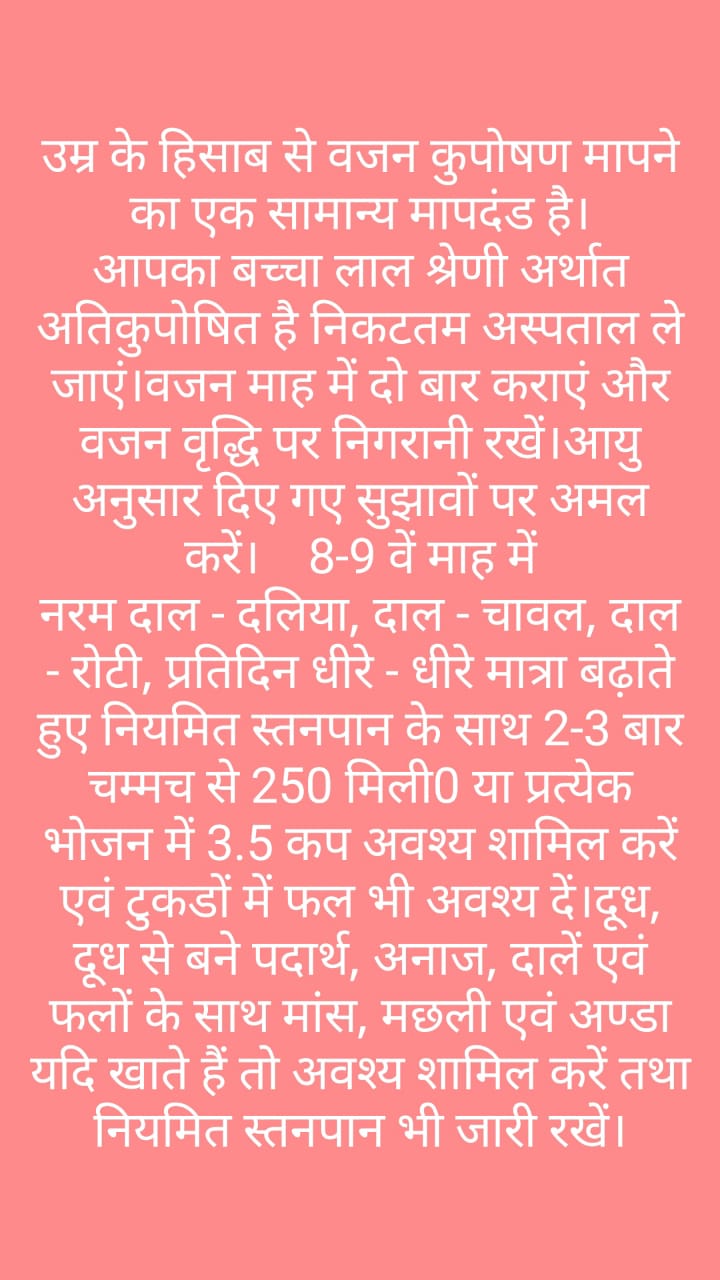 उम्र के हिसाब से वजन कुपोषण मापने
का एक सामान्य मापदंड है।
आपका बच्चा लाल श्रेणी अर्थात
अतिकुपोषित है निकटतम अस्पताल ले
जाएं।वजन माह में दो बार कराएं और
वजन वृद्धि पर निगरानी रखें।आयु
अनुसार दिए गए सुझावों पर अमल
करें।    8-9 वें माह में
नरम दाल - दलिया, दाल - चावल, दाल
- रोटी, प्रतिदिन धीरे - धीरे मात्रा बढ़ाते
हुए नियमित स्तनपान के साथ 2-3 बार
चम्मच से 250 मिली0 या प्रत्येक
भोजन में 3.5 कप अवश्य शामिल करें
एवं टुकडों में फल भी अवश्य दें।दूध,
दूध से बने पदार्थ, अनाज, दालें एवं
फलों के साथ मांस, मछली एवं अण्डा
यदि खाते हैं तो अवश्य शामिल करें तथा
नियमित स्तनपान भी जारी रखें।